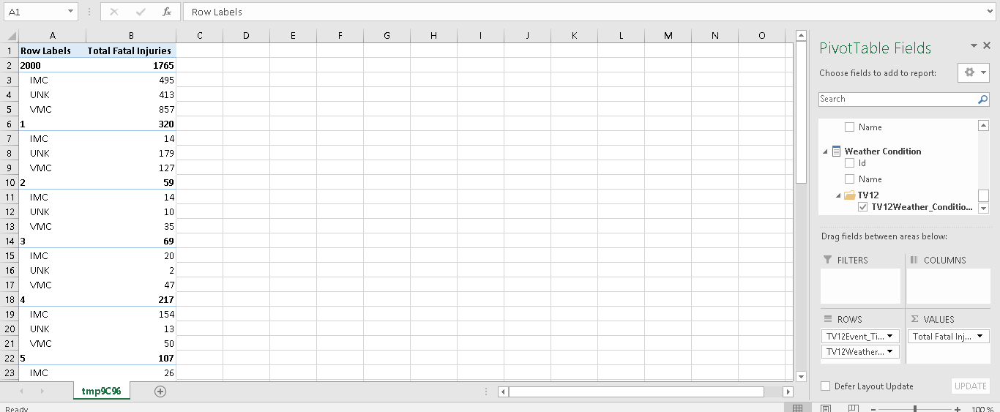 A1
fx
Row Labels
A B C D E F G H I J K L M N O
1 Row Labels Total Fatal Injuries
2 2000 1765
3 IMC 495
4 UNK 413
5 VMC 857
6 1 320
7 IMC 14
8 UNK 179
9 VMC 127
10 2 59
11 IMC 14
12 UNK 10
13 VMC 35
14 3 69
15 IMC 20
16 UNK 2
17 VMC 47
18 4 217
19 IMC 154
20 UNK 13
21 VMC 50
22 5 107
23 IMC 26
tmp9C96
Ready
PivotTable Fields
Choose fields to add to report:
Search
Name
Weather Condition
Id
Name
TV12
TV12Weather_Conditio...
Drag fields between areas below:
FILTERS
COLUMNS
ROWS
TV12Event_Ti...
TV12Weather...
Σ VALUES
Total Fatal Inj...
Defer Layout Update
UPDATE
100 %